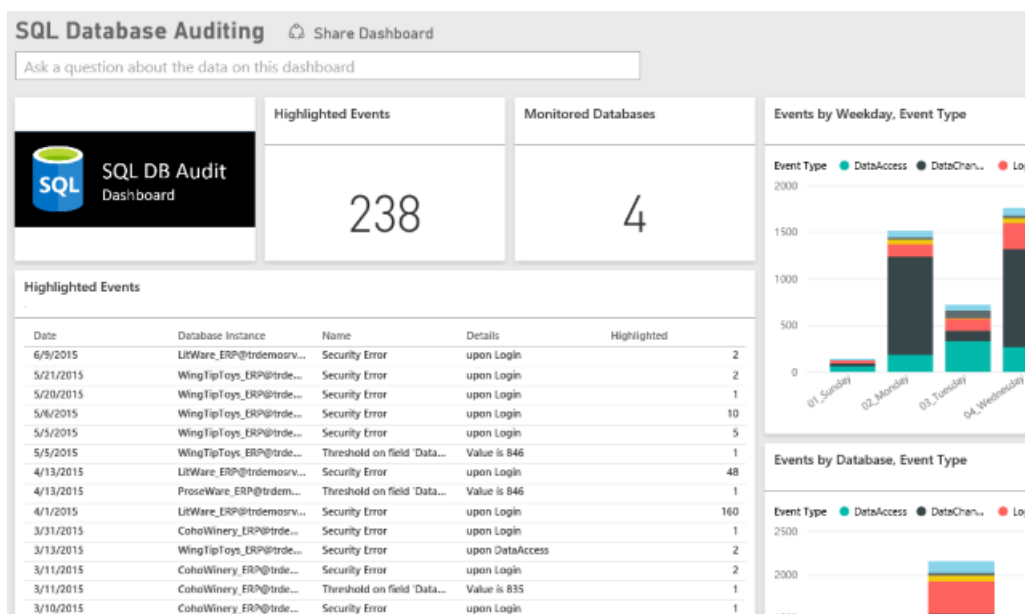 SQL Database Auditing Share Dashboard
Ask a question about the data on this dashboard
SQL
SQL DB Audit
Dashboard
Highlighted Events
238
Monitored Databases
4
Highlighted Events
Date Database Instance Name Details Highlighted
6/9/2015 LitWare_ERP@trdemosrv... Security Error upon Login 2
5/21/2015 WingTipToys_ERP@trde... Security Error upon Login 2
5/20/2015 WingTipToys_ERP@trde... Security Error upon Login 1
5/6/2015 WingTipToys_ERP@trde... Security Error upon Login 10
5/5/2015 WingTipToys_ERP@trde... Security Error upon Login 5
5/5/2015 WingTipToys_ERP@trde... Threshold on field 'Data... Value is 846 1
4/13/2015 LitWare_ERP@trdemosrv... Security Error upon Login 48
4/13/2015 ProseWare_ERP@trdem... Threshold on field 'Data... Value is 846 1
4/1/2015 LitWare_ERP@trdemosrv... Security Error upon Login 160
3/31/2015 CohoWinery_ERP@trde... Security Error upon Login 1
3/13/2015 WingTipToys_ERP@trde... Security Error upon DataAccess 2
3/11/2015 CohoWinery_ERP@trde... Security Error upon Login 2
3/11/2015 CohoWinery_ERP@trde... Threshold on field 'Data... Value is 835 1
3/10/2015 CohoWinery_ERP@trde... Security Error upon Login 1
Events by Weekday, Event Type
Event Type DataAccess DataChan... Lo
2000
1500
1000
500
0
01_Sunday 02_Monday 03_Tuesday 04_Wednesday
Events by Database, Event Type
Event Type DataAccess DataChan... Lo
2500
2000